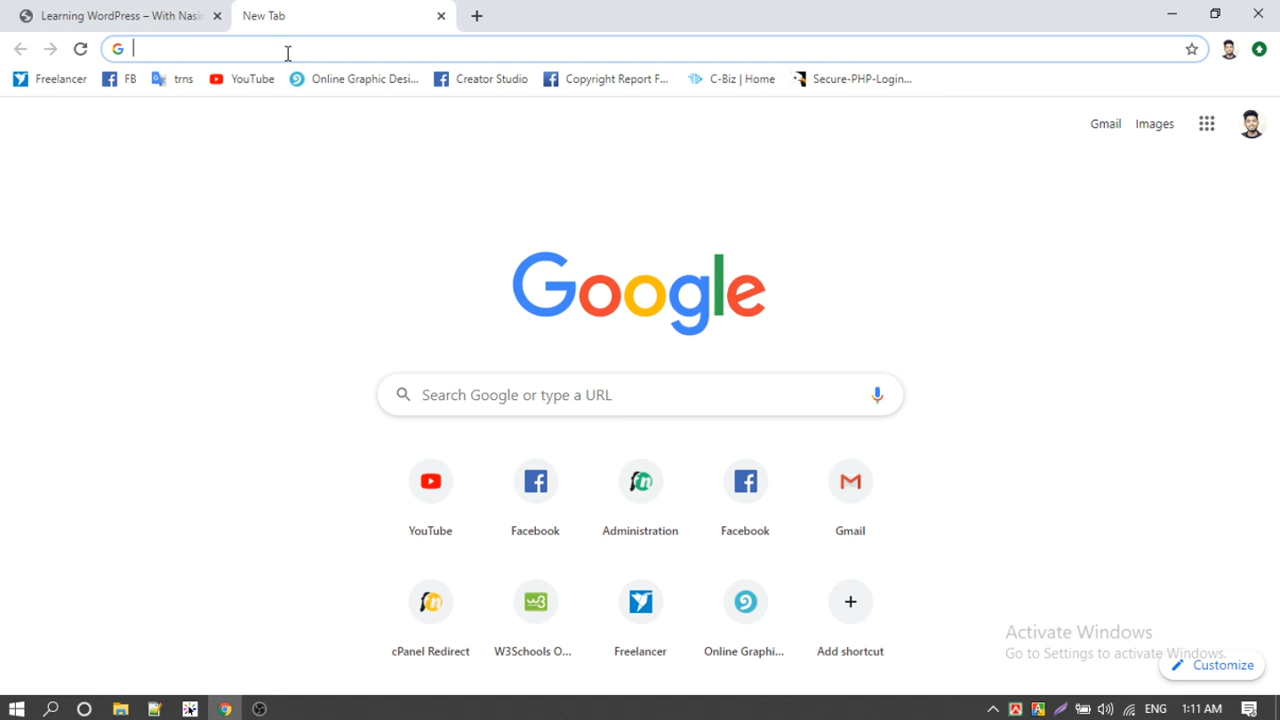 Learning WordPress – With Nasir
New Tab
Freelancer
FB
trns
YouTube
Online Graphic Desi...
Creator Studio
Copyright Report F...
C-Biz | Home
Secure-PHP-Login...
Gmail
Images
Google
Search Google or type a URL
YouTube
Facebook
Administration
Facebook
Gmail
cPanel Redirect
W3Schools O...
Freelancer
Online Graphi...
Add shortcut
Activate Windows
Go to Settings to activate Windows.
Customize
ENG
1:11 AM